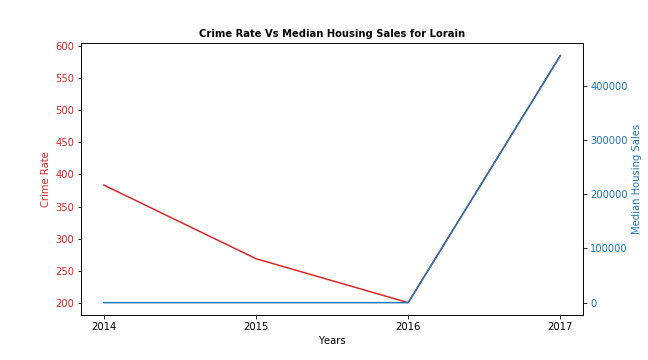 Crime Rate Vs Median Housing Sales for Lorain
600
550
500
450
400
350
300
250
200
Crime Rate
400000
300000
200000
100000
0
Median Housing Sales
2014 2015 2016 2017
Years